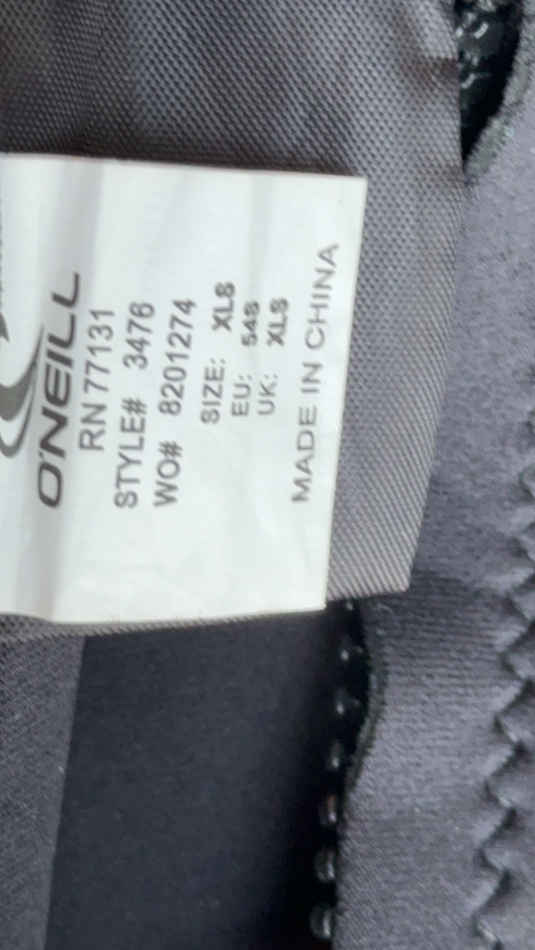 O'NEILL
RN 77131
STYLE# 3476
WO# 8201274
SIZE: XLS
EU: 54S
UK: XLS
MADE IN CHINA